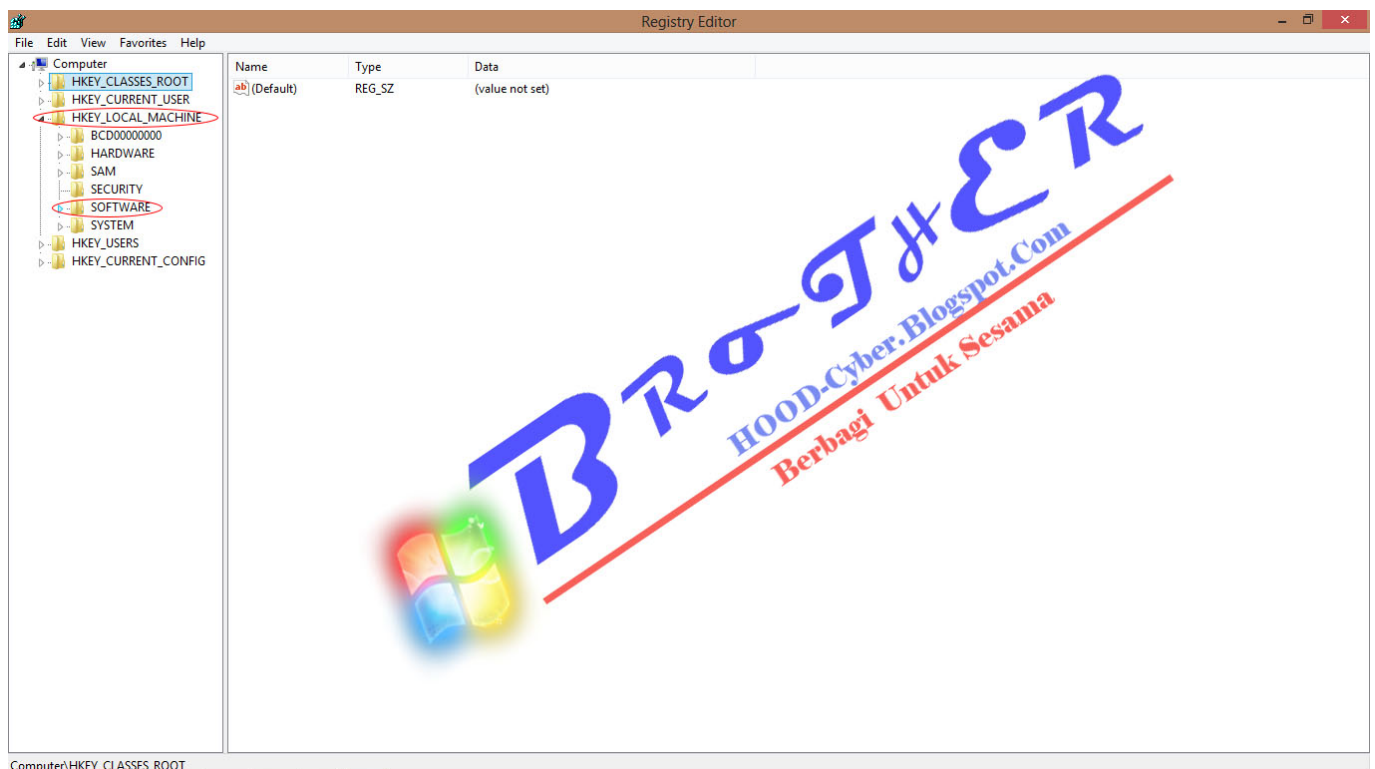 Registry Editor
File Edit View Favorites Help
Computer
HKEY_CLASSES_ROOT
HKEY_CURRENT_USER
HKEY_LOCAL_MACHINE
BCD00000000
HARDWARE
SAM
SECURITY
SOFTWARE
SYSTEM
HKEY_USERS
HKEY_CURRENT_CONFIG
Name Type Data
ab (Default) REG_SZ (value not set)
BroTHER
HOOD-Cyber.Blogspot.Com
Berbagi Untuk Sesama
Computer\HKEY_CLASSES_ROOT